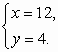 x = 12,
y = 4.